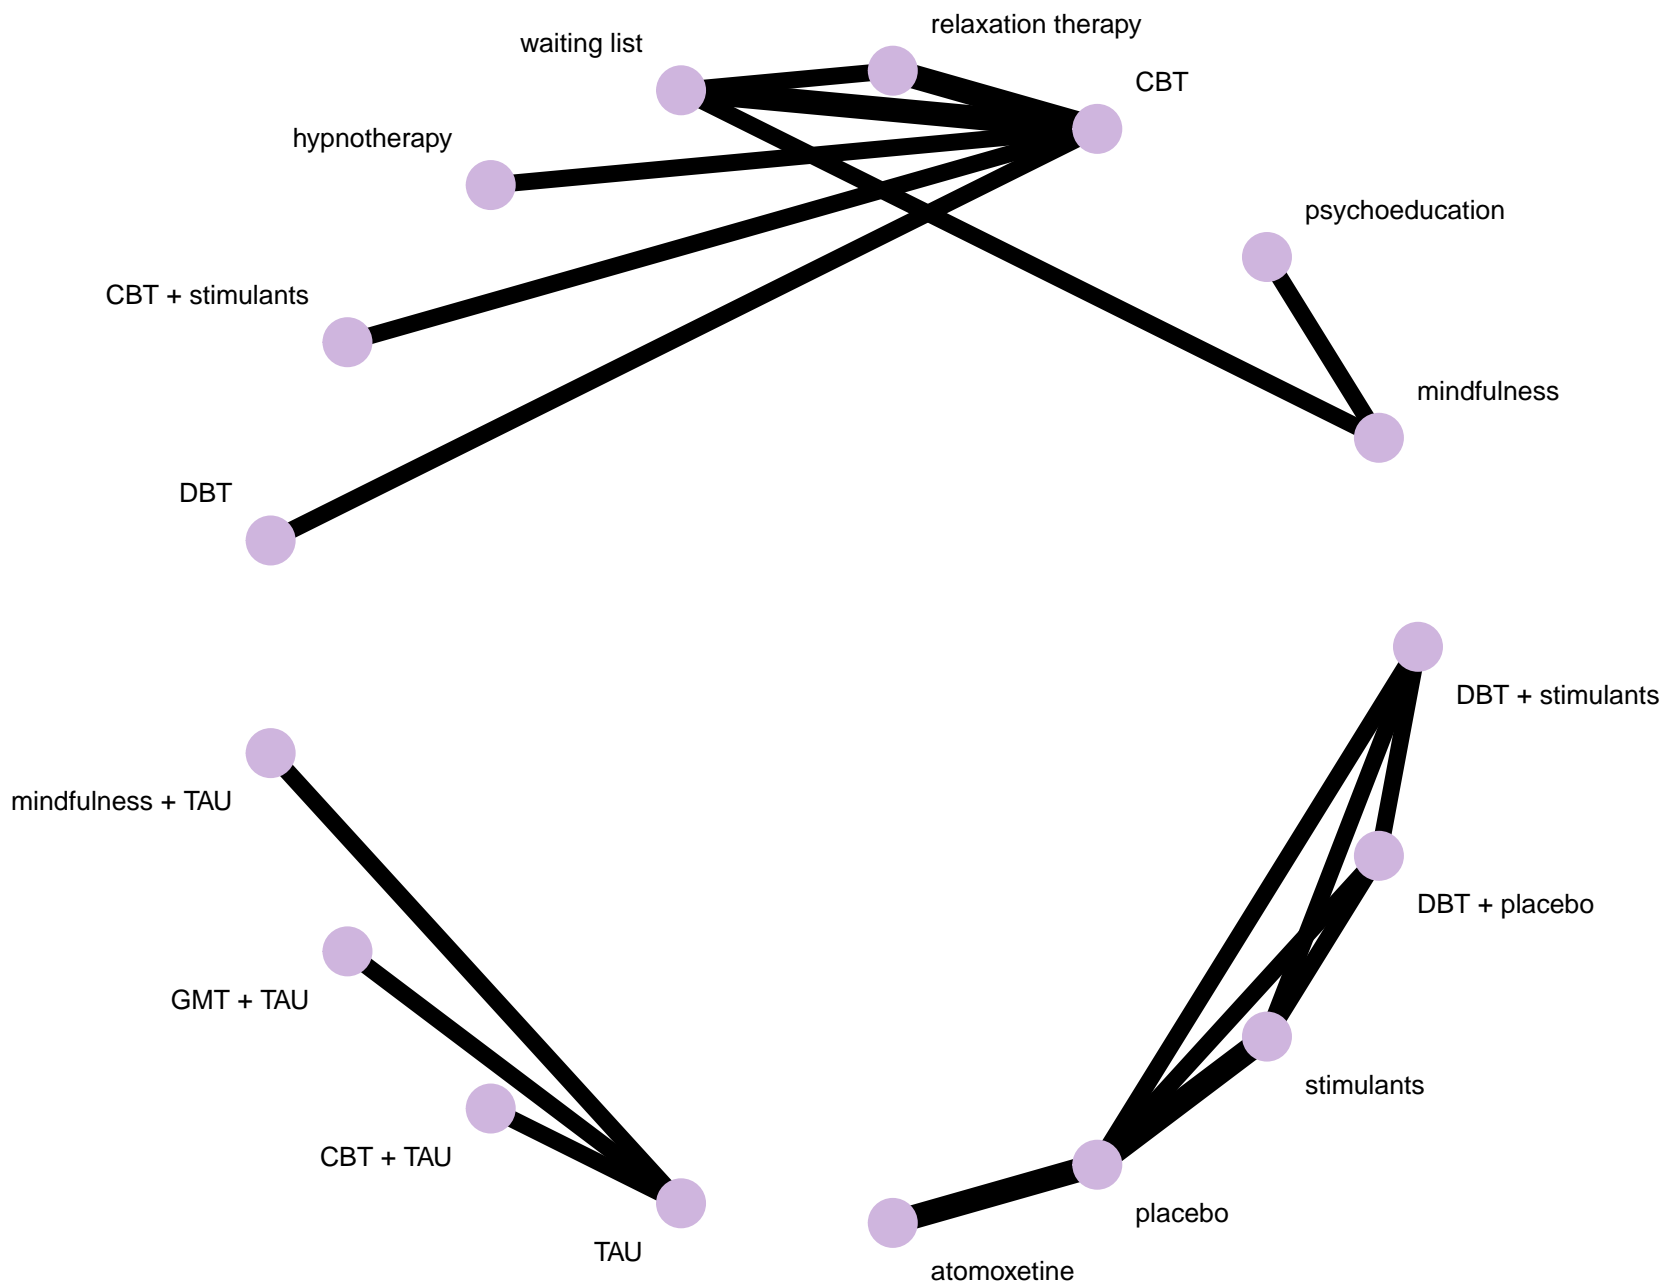 relaxation therapy
waiting list
CBT
hypnotherapy
psychoeducation
CBT + stimulants
mindfulness
DBT
DBT + stimulants
mindfulness + TAU
DBT + placebo
GMT + TAU
stimulants
CBT + TAU
placebo
TAU
atomoxetine